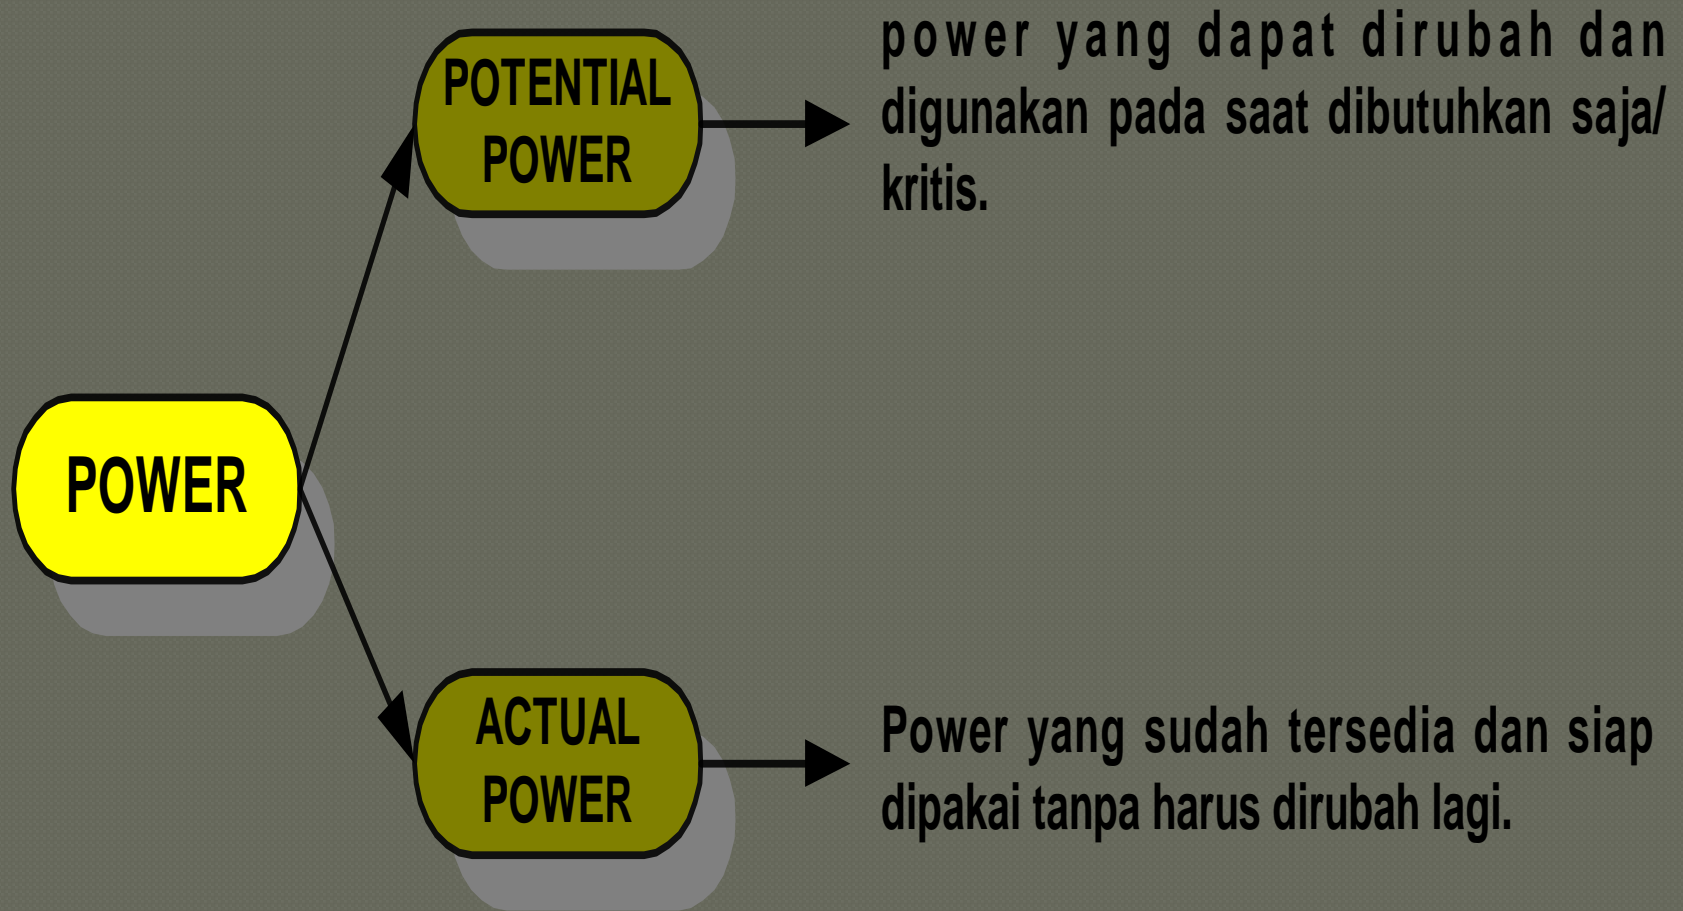 POWER
POTENTIAL
POWER
power yang dapat dirubah dan
digunakan pada saat dibutuhkan saja/
kritis.
ACTUAL
POWER
Power yang sudah tersedia dan siap
dipakai tanpa harus dirubah lagi.